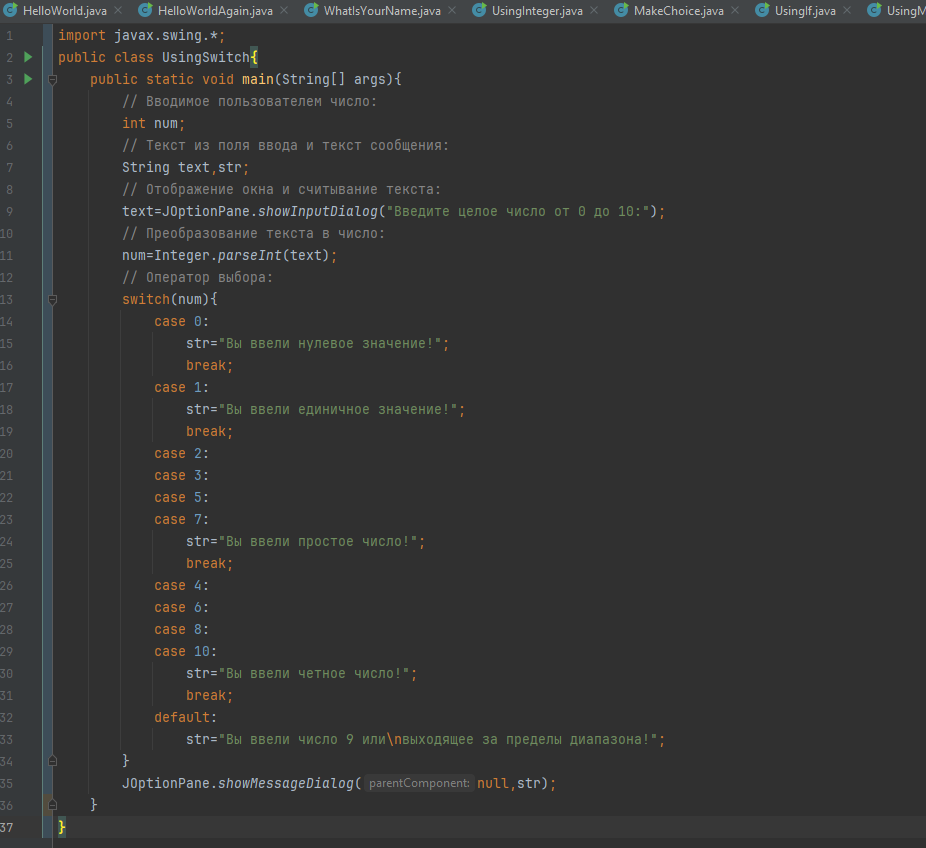 HelloWorld.java HelloWorldAgain.java WhatIsYourName.java UsingInteger.java MakeChoice.java UsingIf.java UsingM
1 import javax.swing.*;
2 public class UsingSwitch{
3 public static void main(String[] args){
4 // Вводимое пользователем число:
5 int num;
6 // Текст из поля ввода и текст сообщения:
7 String text,str;
8 // Отображение окна и считывание текста:
9 text=JOptionPane.showInputDialog("Введите целое число от 0 до 10:");
10 // Преобразование текста в число:
11 num=Integer.parseInt(text);
12 // Оператор выбора:
13 switch(num){
14 case 0:
15 str="Вы ввели нулевое значение!";
16 break;
17 case 1:
18 str="Вы ввели единичное значение!";
19 break;
20 case 2:
21 case 3:
22 case 5:
23 case 7:
24 str="Вы ввели простое число!";
25 break;
26 case 4:
27 case 6:
28 case 8:
29 case 10:
30 str="Вы ввели четное число!";
31 break;
32 default:
33 str="Вы ввели число 9 или\nвыходящее за пределы диапазона!";
34 }
35 JOptionPane.showMessageDialog( parentComponent: null,str);
36 }
37 }